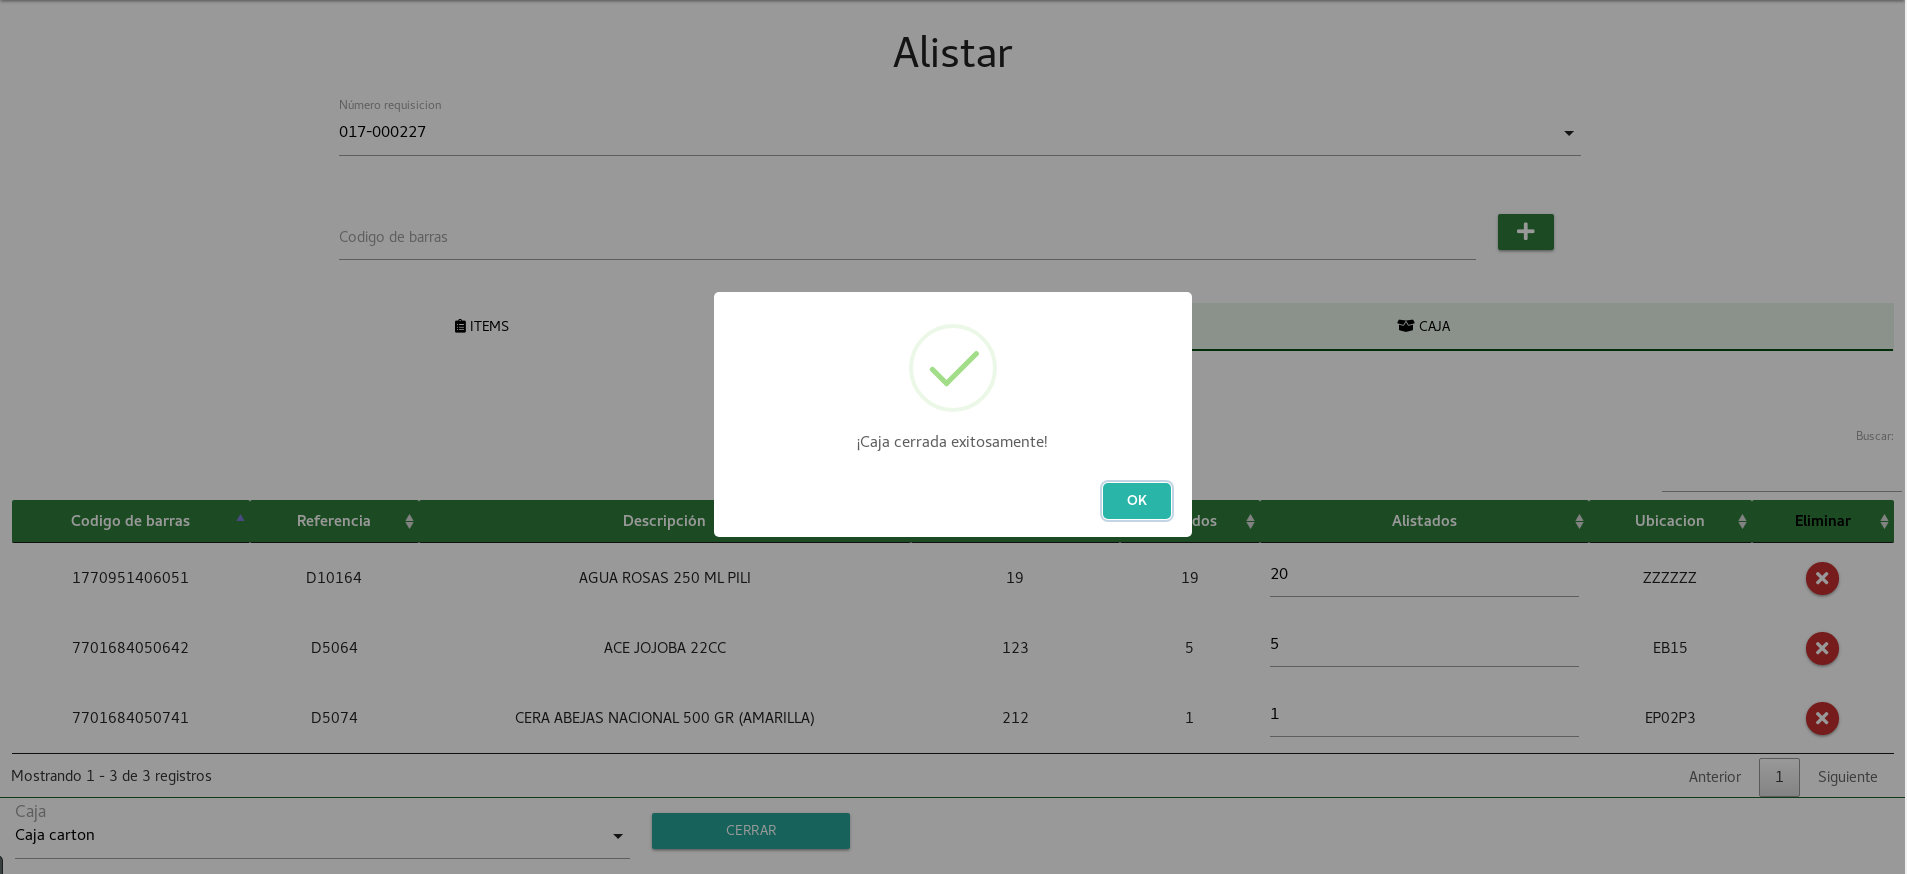 Alistar
Número requisicion
017-000227
Codigo de barras
ITEMS
CAJA
¡Caja cerrada exitosamente!
OK
Buscar:
Codigo de barras Referencia Descripción dos Alistados Ubicacion Eliminar
1770951406051 D10164 AGUA ROSAS 250 ML PILI 19 19 20 ZZZZZZ
7701684050642 D5064 ACE JOJOBA 22CC 123 5 5 EB15
7701684050741 D5074 CERA ABEJAS NACIONAL 500 GR (AMARILLA) 212 1 1 EP02P3
Mostrando 1 - 3 de 3 registros
Anterior 1 Siguiente
Caja
Caja carton
CERRAR